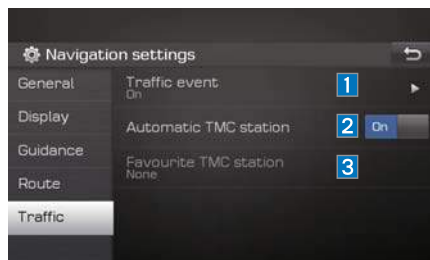 Navigation settings
General
Traffic event
On
1
Display
Automatic TMC station
2
On
Guidance
Favourite TMC station
None
3
Route
Traffic